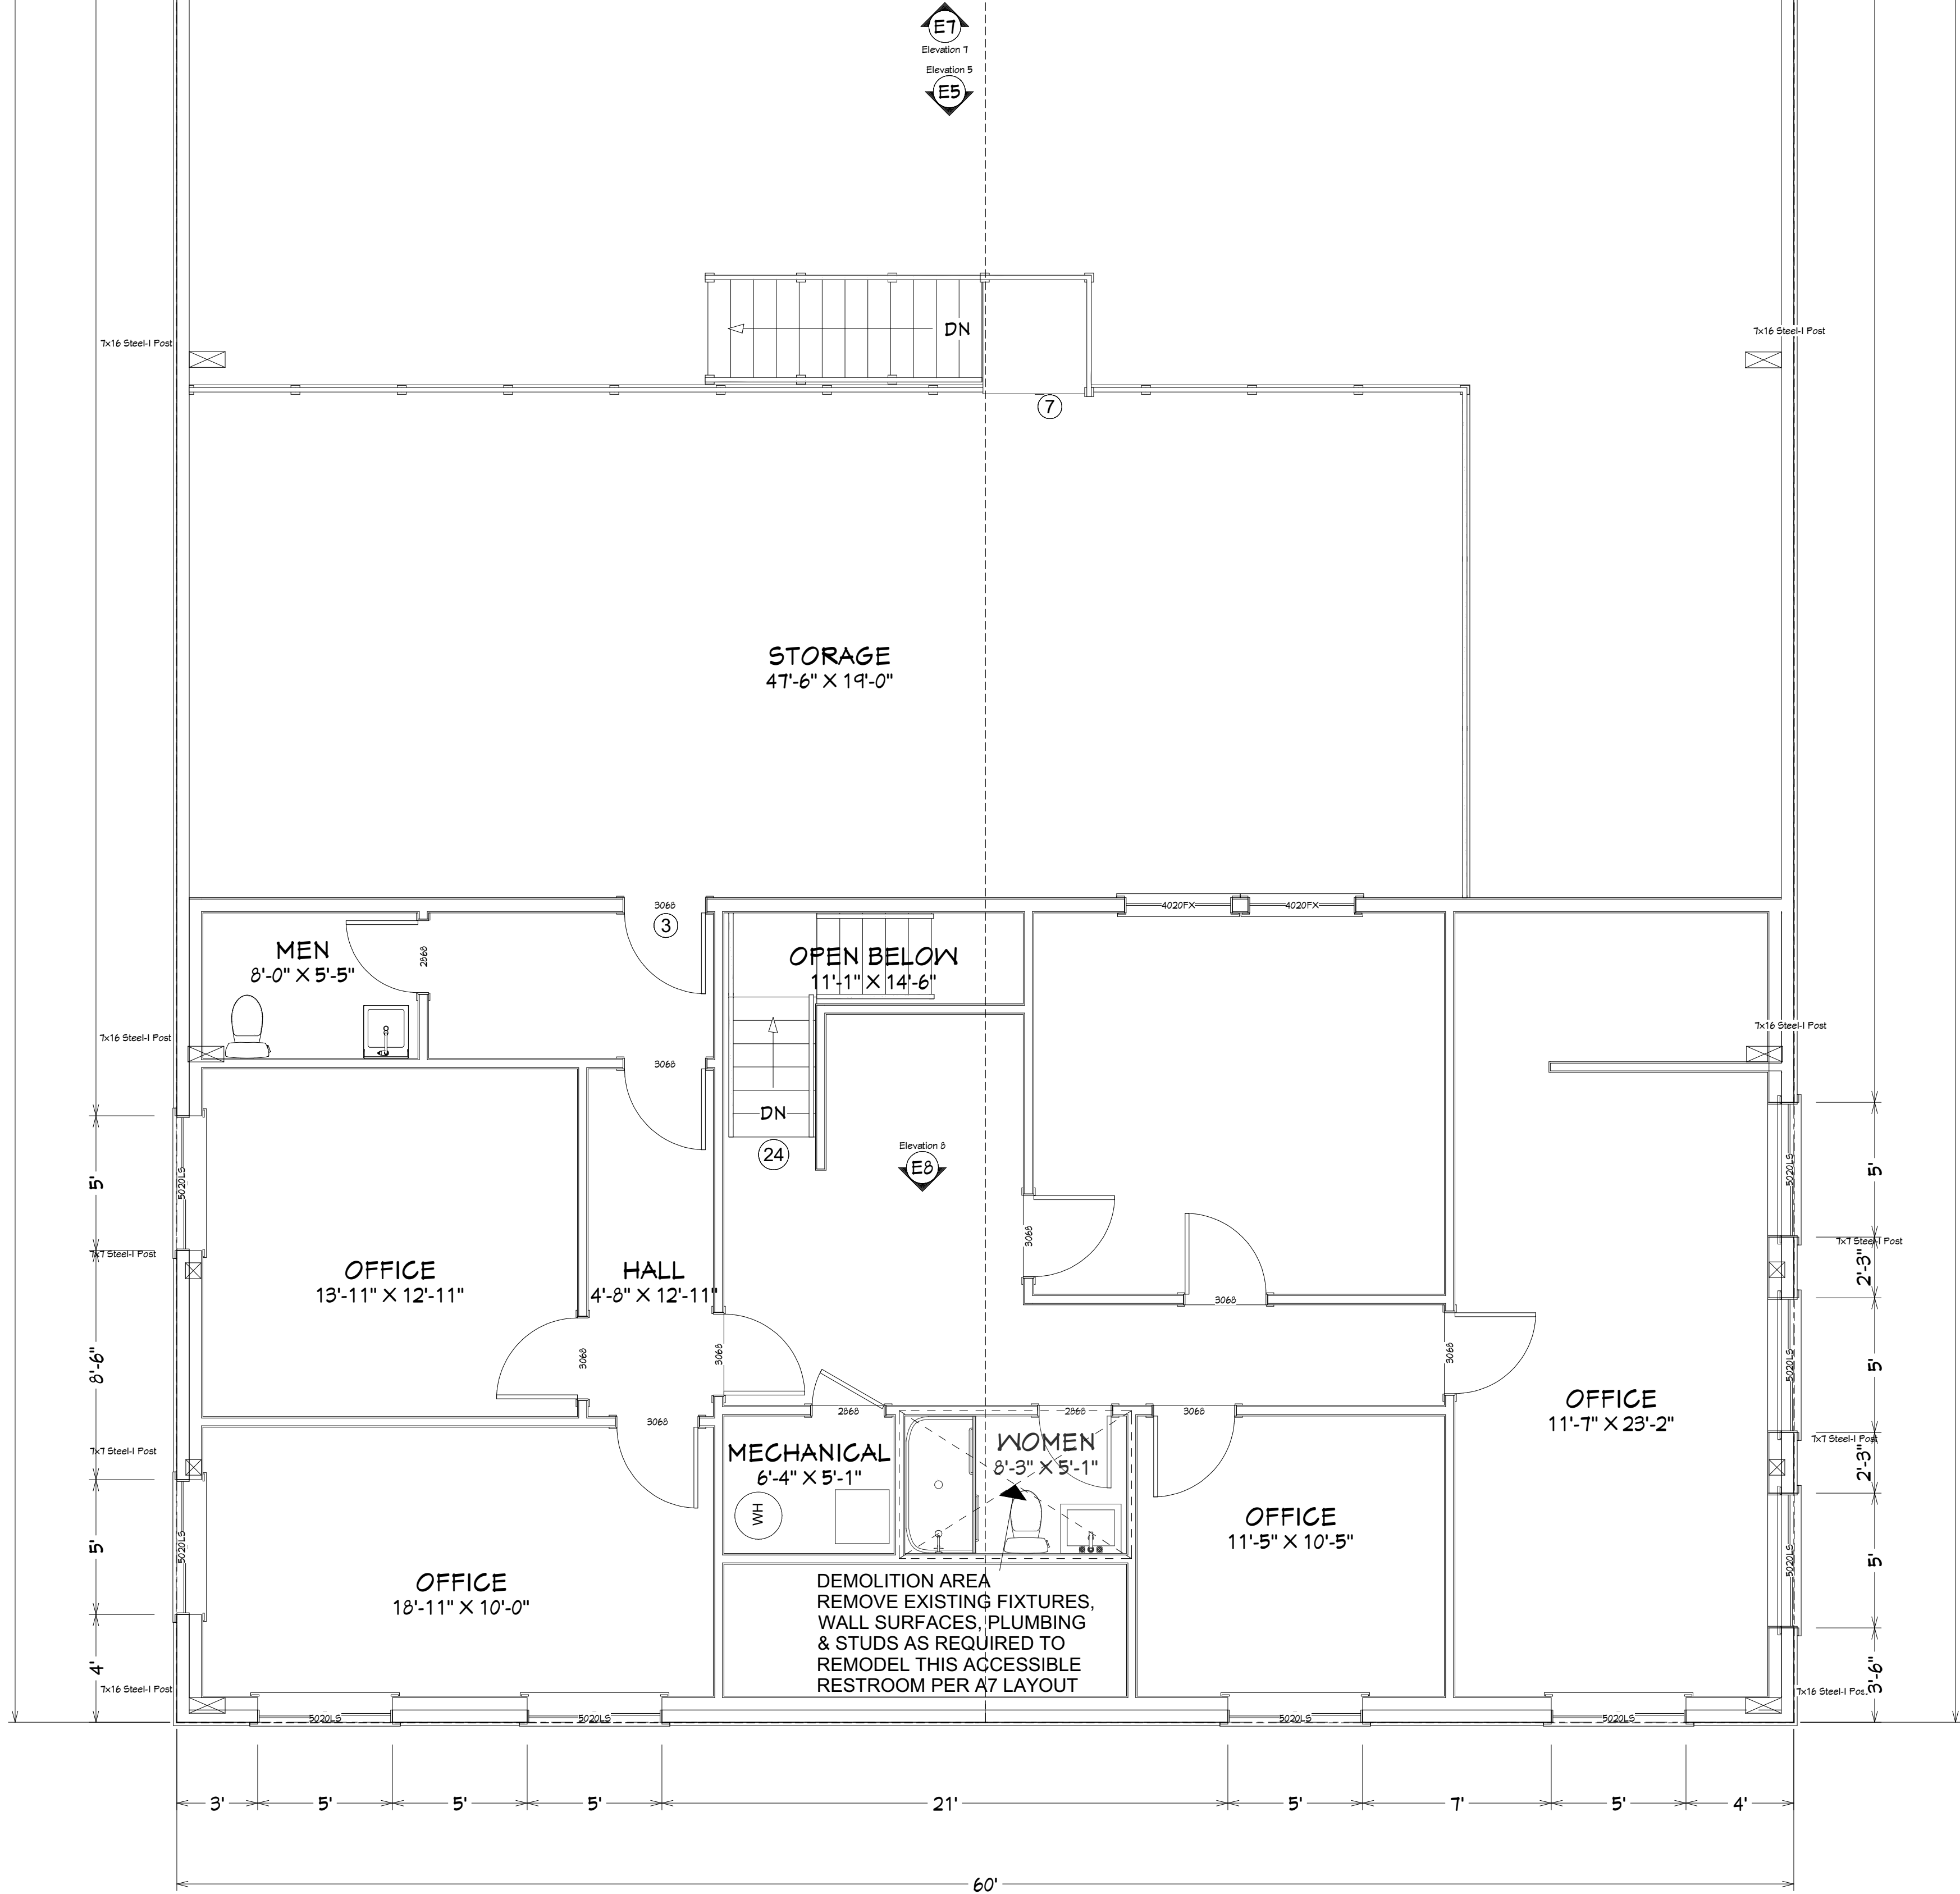 E7
Elevation 7
Elevation 5
E5
7x16 Steel-I Post
7x16 Steel-I Post
DN
7
STORAGE
47'-6" X 19'-0"
3068
3
4020FX
4020FX
MEN
8'-0" X 5'-5"
2868
OPEN BELOW
11'-1" X 14'-6"
7x16 Steel-I Post
7x16 Steel-I Post
3068
DN
24
Elevation 8
E8
5'
5020LS
5020LS
5'
3068
7x7 Steel-I Post
7x7 Steel-I Post
2'-3"
OFFICE
13'-11" X 12'-11"
HALL
4'-8" X 12'-11"
3068
8'-6"
3068
3068
3068
5020LS
5'
OFFICE
11'-7" X 23'-2"
3068
2868
2868
3068
7x7 Steel-I Post
7x7 Steel-I Post
2'-3"
MECHANICAL
6'-4" X 5'-1"
WOMEN
8'-3" X 5'-1"
WH
OFFICE
11'-5" X 10'-5"
5'
5020LS
5020LS
5'
OFFICE
18'-11" X 10'-0"
DEMOLITION AREA
REMOVE EXISTING FIXTURES,
WALL SURFACES, PLUMBING
& STUDS AS REQUIRED TO
REMODEL THIS ACCESSIBLE
RESTROOM PER A7 LAYOUT
4'
7x16 Steel-I Post
7x16 Steel-I Pos
3'-6"
5020LS
5020LS
5020LS
5020LS
3'
5'
5'
5'
21'
5'
7'
5'
4'
60'